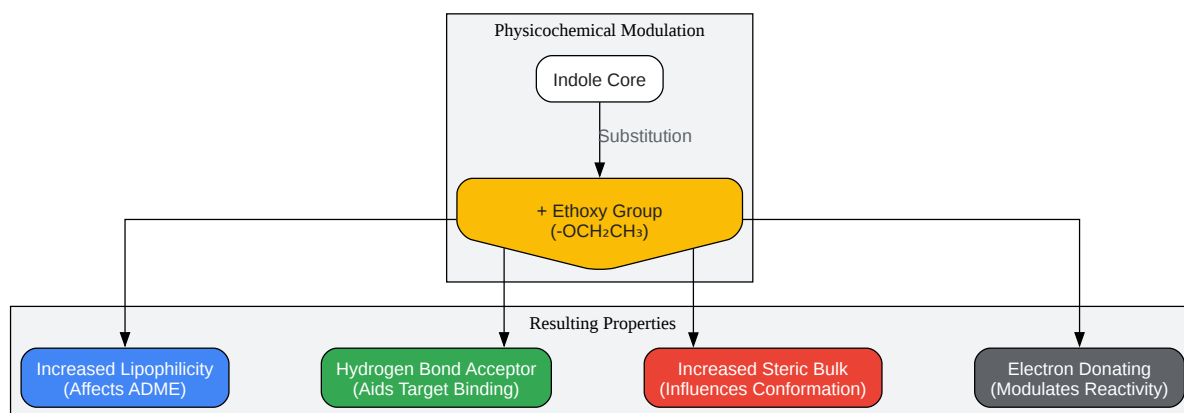 Physicochemical Modulation
Indole Core
Substitution
+ Ethoxy Group
(-OCH₂CH₃)
Resulting Properties
Increased Lipophilicity
(Affects ADME)
Hydrogen Bond Acceptor
(Aids Target Binding)
Increased Steric Bulk
(Influences Conformation)
Electron Donating
(Modulates Reactivity)